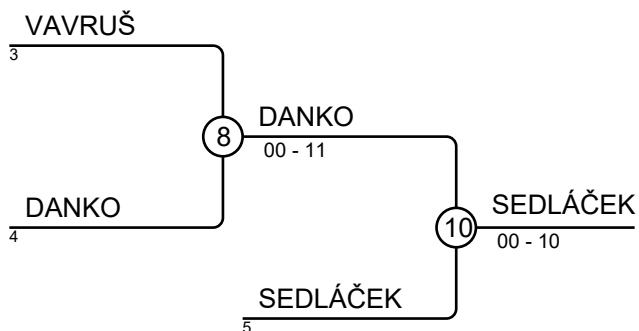 VAVRUŠ
3
8
DANKO
00 - 11
DANKO
4
10
SEDLÁČEK
00 - 10
SEDLÁČEK
5